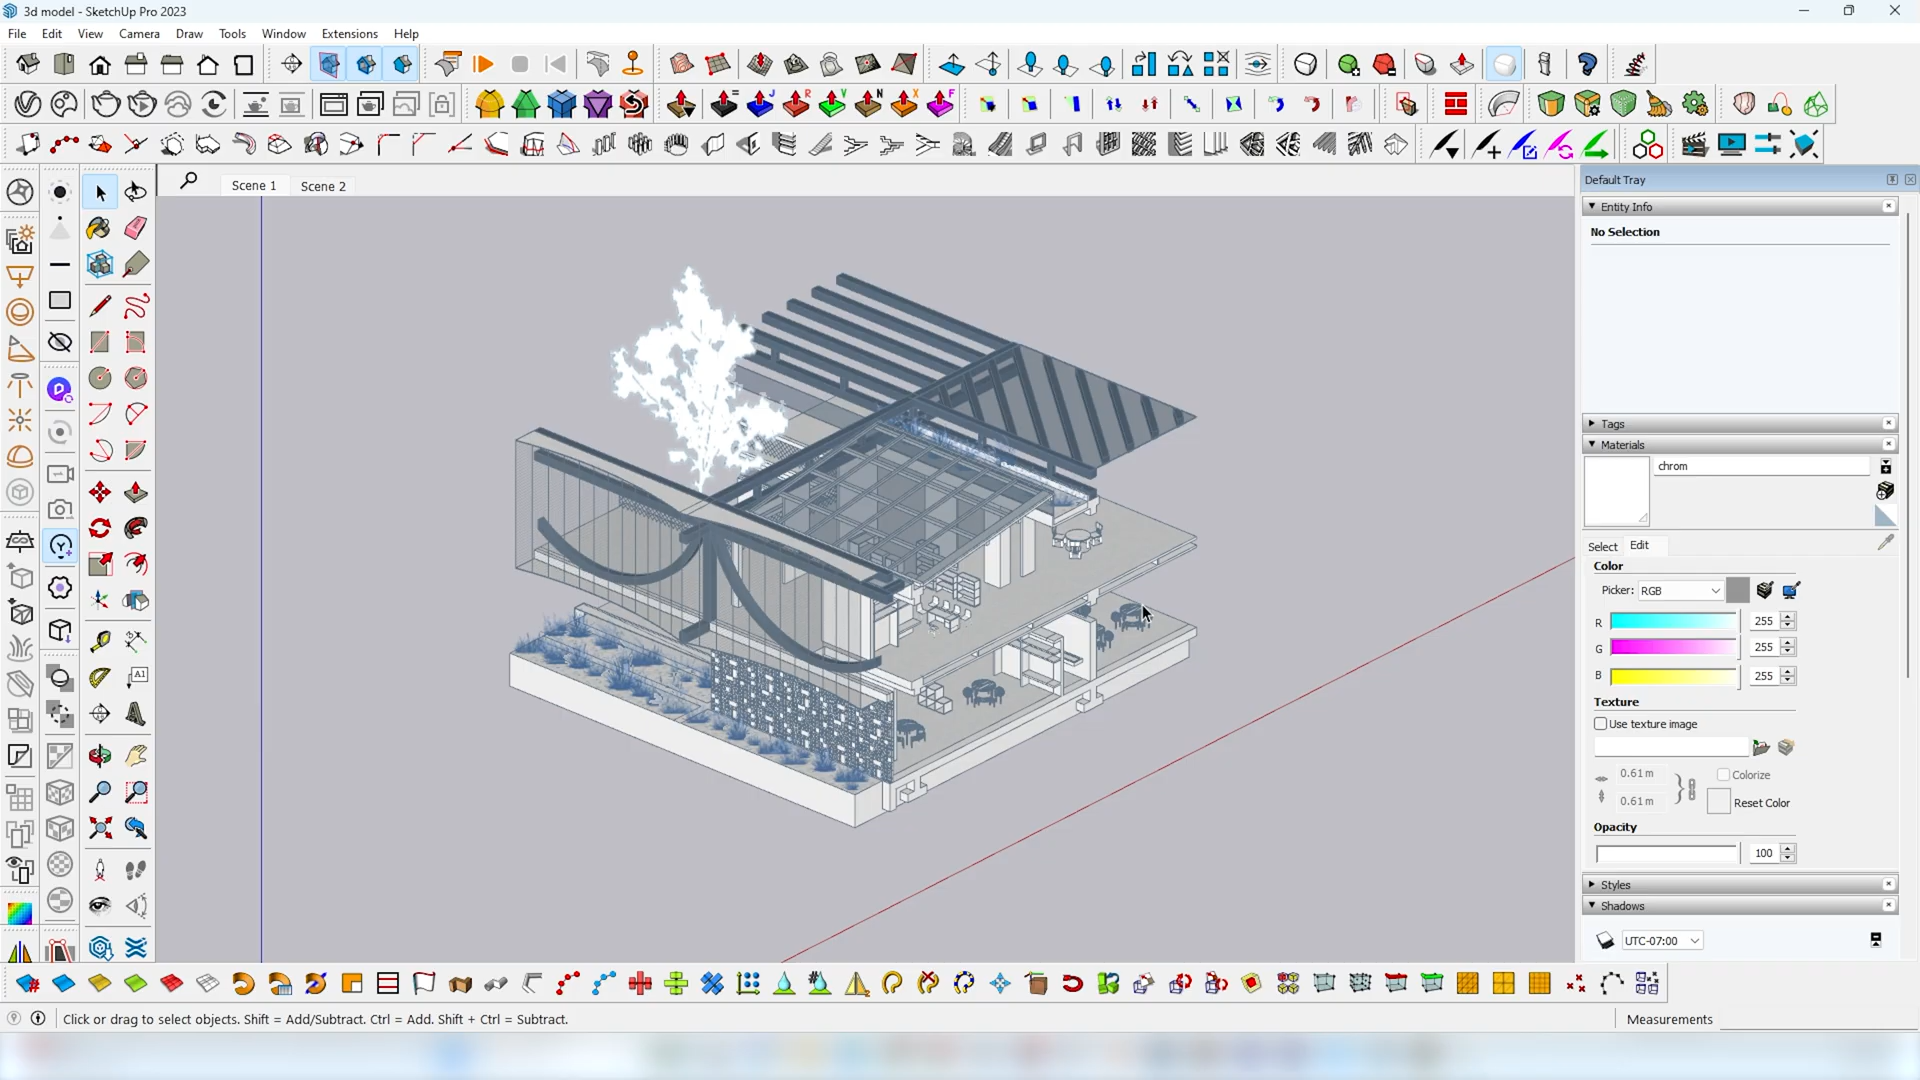 3d model - SketchUp Pro 2023
File Edit View Camera Draw Tools Window Extensions Help
Scene 1 Scene 2
Default Tray
Entity Info
No Selection
Tags
Materials
chrom
Select Edit
Color
Picker: RGB
R 255
G 255
B 255
Texture
Use texture image
0.61 m
Colorize
0.61 m
Reset Color
Opacity
100
Styles
Shadows
UTC-07:00
Click or drag to select objects. Shift = Add/Subtract. Ctrl = Add. Shift + Ctrl = Subtract.
Measurements